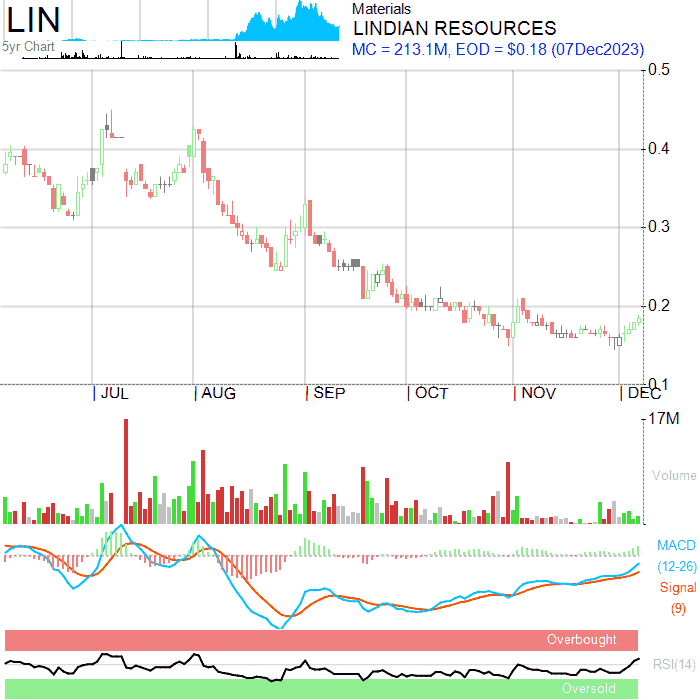 LIN
5yr Chart
Materials
LINDIAN RESOURCES
MC = 213.1M, EOD = $0.18 (07Dec2023)
0.5
0.4
0.3
0.2
0.1
JUL AUG SEP OCT NOV DEC
17M
Volume
MACD
(12-26)
Signal
(9)
Overbought
RSI(14)
Oversold